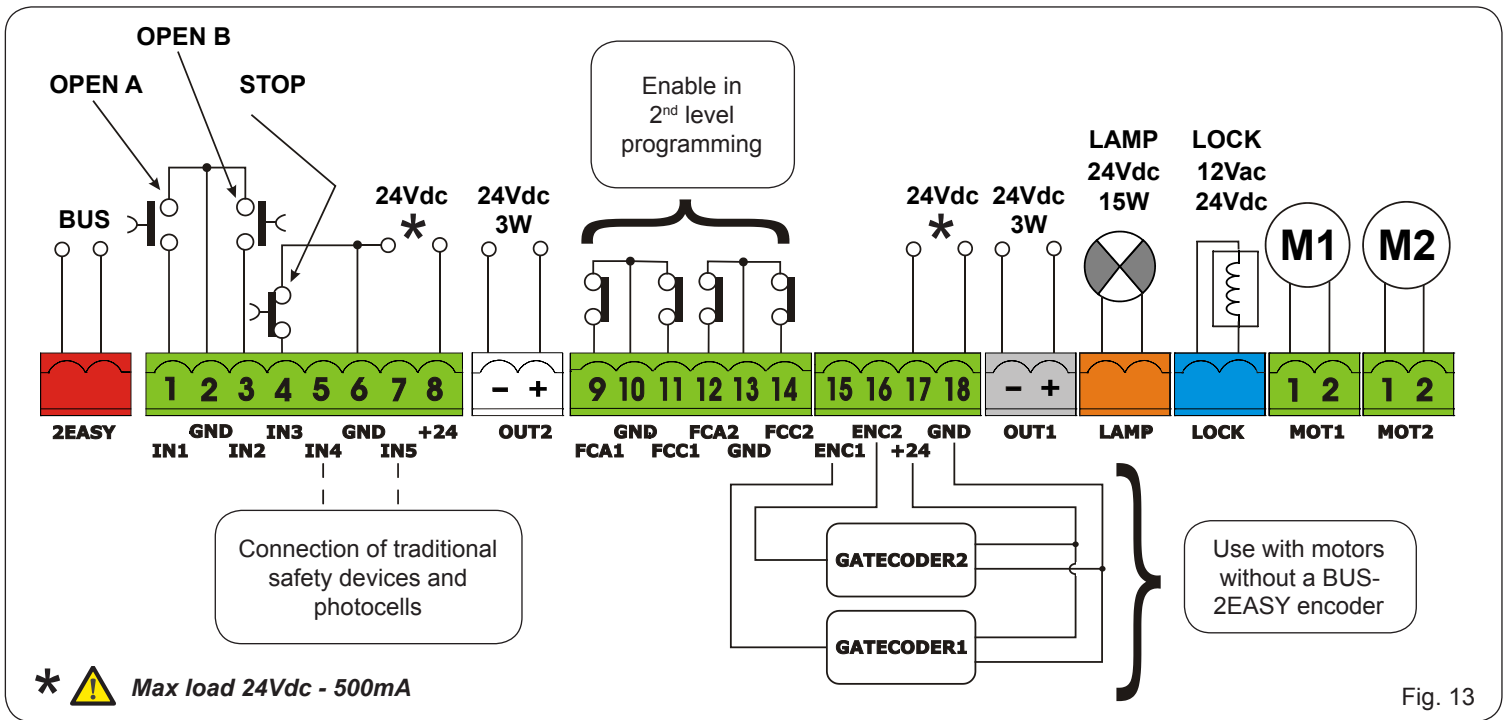 OPEN B
OPEN A
STOP
BUS
24Vdc
*
24Vdc
3W
Enable in
2nd level
programming
24Vdc
*
24Vdc
3W
LAMP
24Vdc
15W
LOCK
12Vac
24Vdc
M1
M2
1 2 3 4 5 6 7 8
- +
9 10 11 12 13 14
15 16 17 18
- +
1 2
1 2
2EASY
IN1
GND
IN2
IN3
IN4
GND
IN5
+24
OUT2
FCA1
GND
FCC1
FCA2
GND
FCC2
ENC1
ENC2
+24
GND
OUT1
LAMP
LOCK
MOT1
MOT2
Connection of traditional
safety devices and
photocells
GATECODER2
GATECODER1
Use with motors
without a BUS-
2EASY encoder
* ! Max load 24Vdc - 500mA
Fig. 13